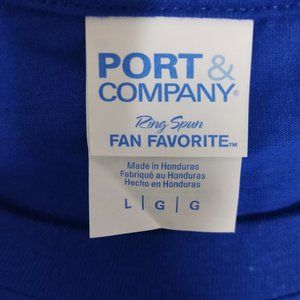 PORT &
COMPANY®
Ring Spun
FAN FAVORITE™
Made in Honduras
Fabriqué au Honduras
Hecho en Honduras
L | G | G